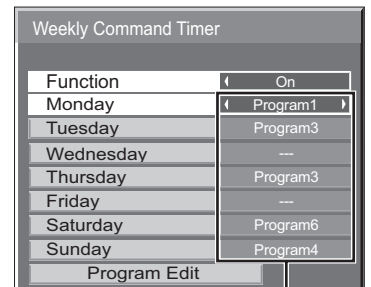 Weekly Command Timer
Function On
Monday Program1
Tuesday Program3
Wednesday ---
Thursday Program3
Friday ---
Saturday Program6
Sunday Program4
Program Edit